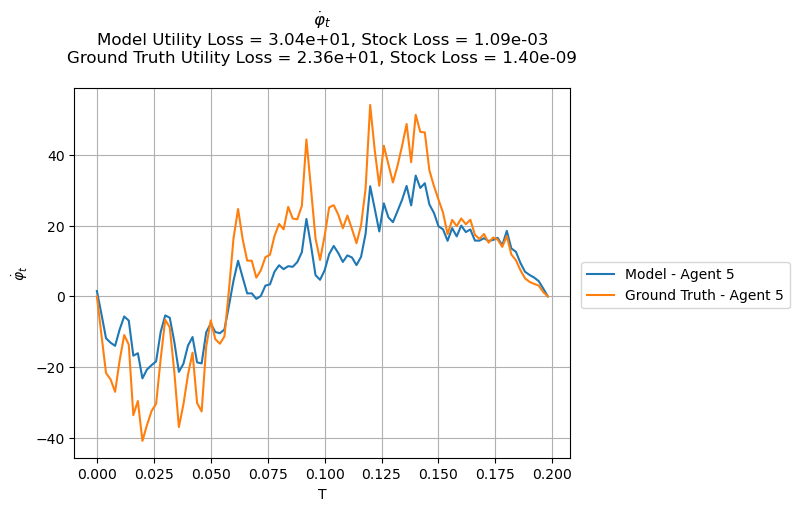 φ̇ₜ
Model Utility Loss = 3.04e+01, Stock Loss = 1.09e-03
Ground Truth Utility Loss = 2.36e+01, Stock Loss = 1.40e-09
φ̇ₜ
40
20
0
−20
−40
0.000 0.025 0.050 0.075 0.100 0.125 0.150 0.175 0.200
T
Model - Agent 5
Ground Truth - Agent 5